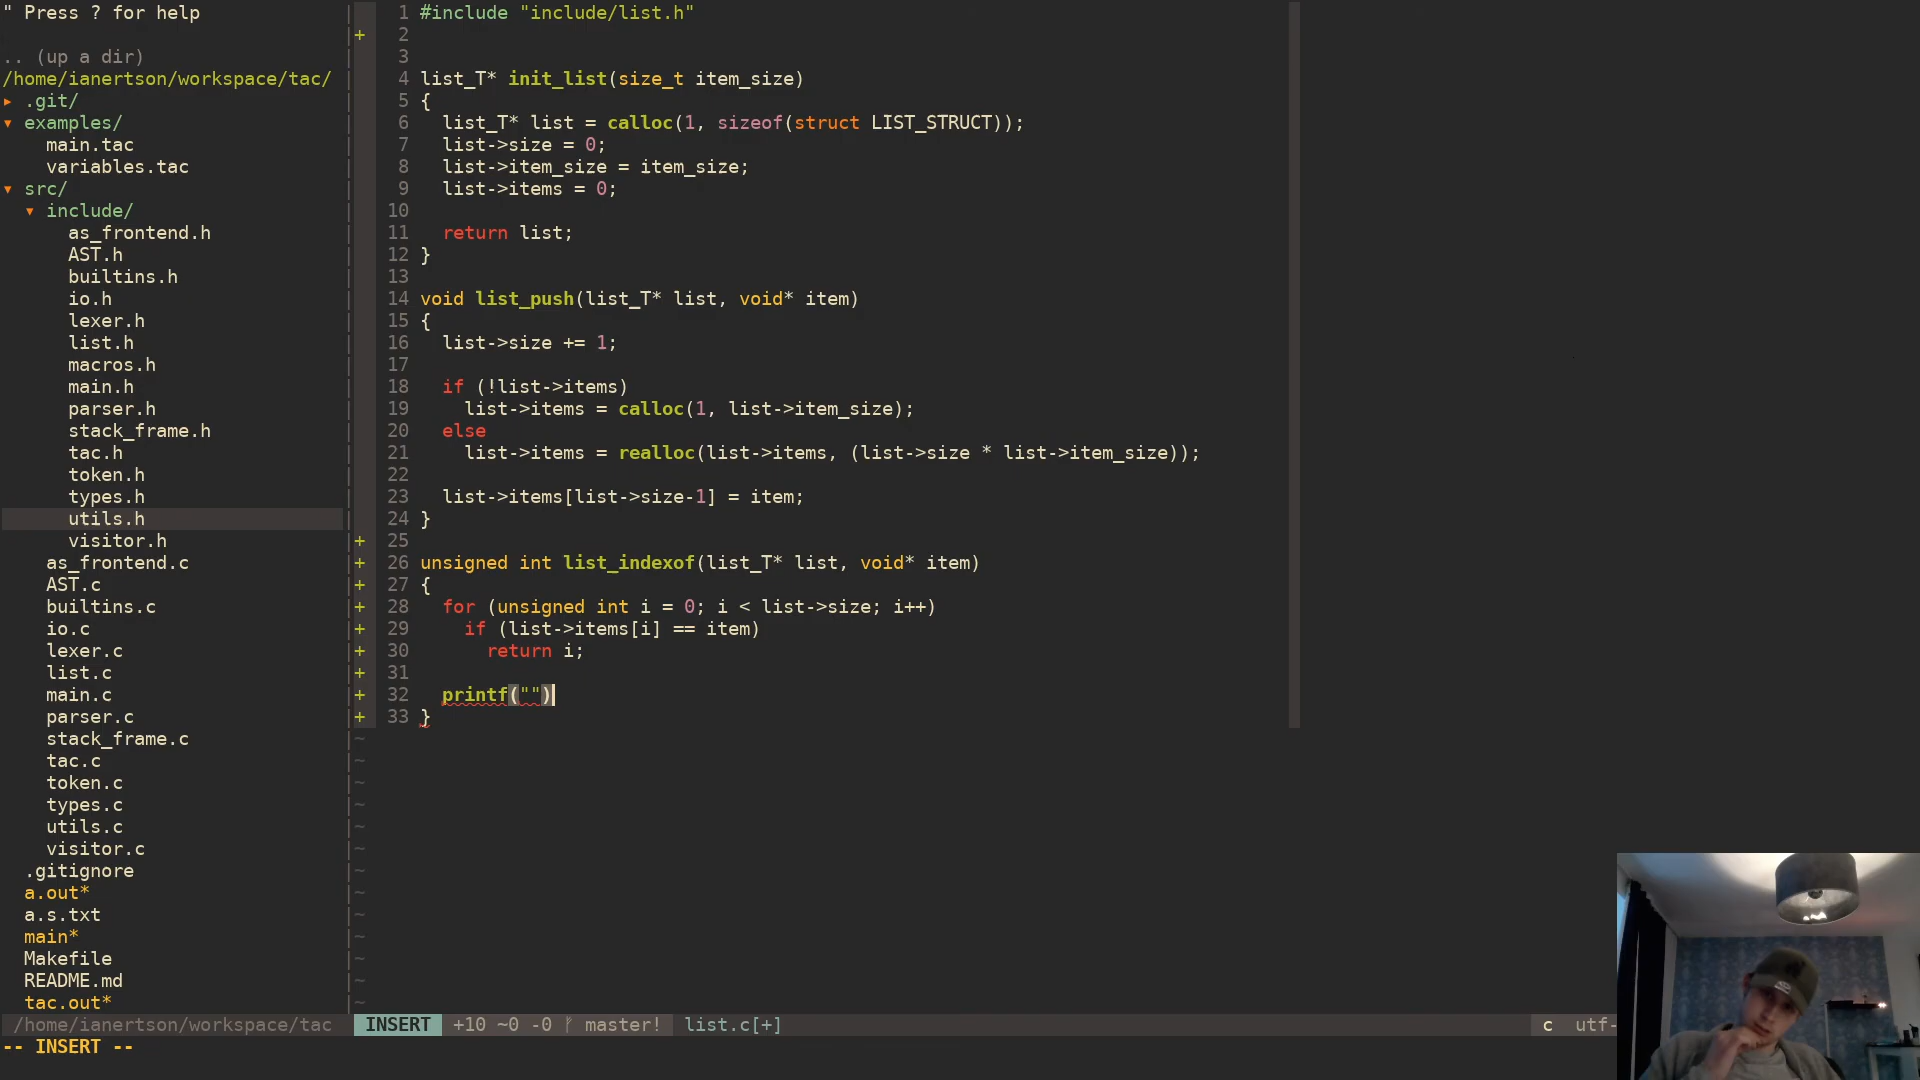 " Press ? for help
.. (up a dir)
/home/ianertson/workspace/tac/
▸ .git/
▾ examples/
main.tac
variables.tac
▾ src/
▾ include/
as_frontend.h
AST.h
builtins.h
io.h
lexer.h
list.h
macros.h
main.h
parser.h
stack_frame.h
tac.h
token.h
types.h
utils.h
visitor.h
as_frontend.c
AST.c
builtins.c
io.c
lexer.c
list.c
main.c
parser.c
stack_frame.c
tac.c
token.c
types.c
utils.c
visitor.c
.gitignore
a.out*
a.s.txt
main*
Makefile
README.md
tac.out*
/home/ianertson/workspace/tac
1 #include "include/list.h"
+ 2
3
4 list_T* init_list(size_t item_size)
5 {
6   list_T* list = calloc(1, sizeof(struct LIST_STRUCT));
7   list->size = 0;
8   list->item_size = item_size;
9   list->items = 0;
10
11   return list;
12 }
13
14 void list_push(list_T* list, void* item)
15 {
16   list->size += 1;
17
18   if (!list->items)
19     list->items = calloc(1, list->item_size);
20   else
21     list->items = realloc(list->items, (list->size * list->item_size));
22
23   list->items[list->size-1] = item;
24 }
+ 25
+ 26 unsigned int list_indexof(list_T* list, void* item)
+ 27 {
+ 28   for (unsigned int i = 0; i < list->size; i++)
+ 29     if (list->items[i] == item)
+ 30       return i;
+ 31
+ 32   printf("")
+ 33 }
~
~
~
~
~
~
~
~
~
~
~
~
~
INSERT +10 ~0 -0 ᚠ master! list.c[+] c utf-
-- INSERT --